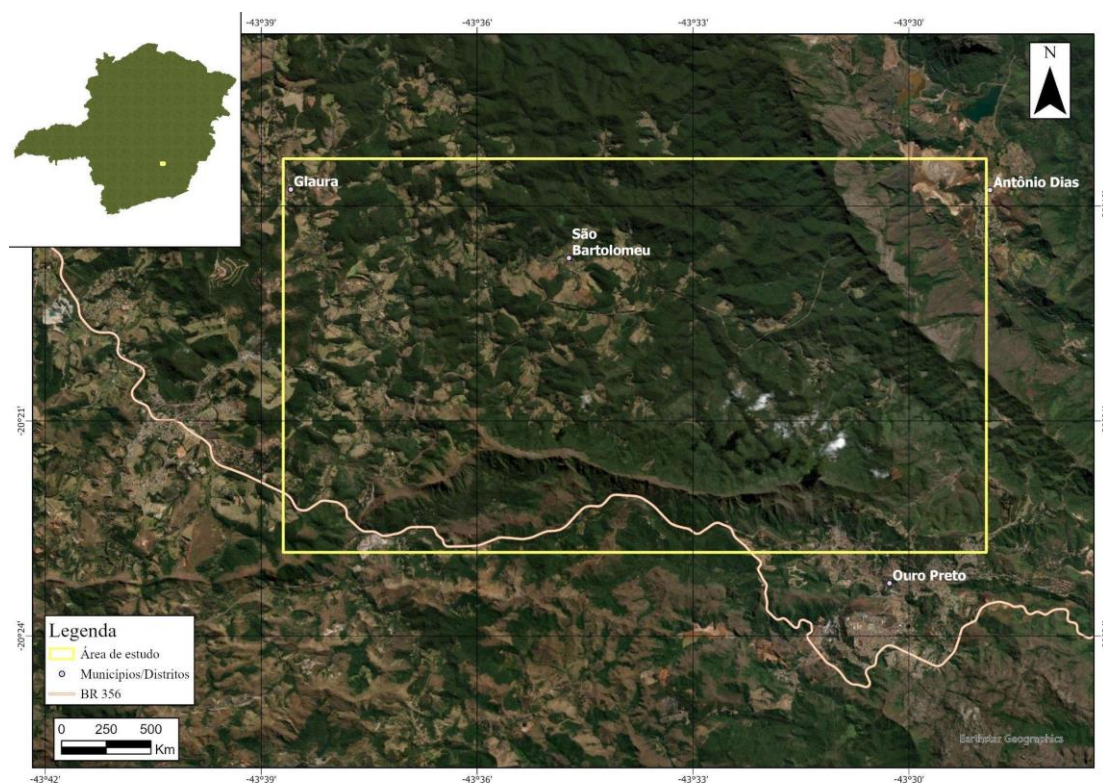 -43°39'
-43°36'
-43°33'
-43°30'
N
Glaura
Antônio Dias
São
Bartolomeu
-20°21'
Ouro Preto
-20°24'
Legenda
Área de estudo
Municípios/Distritos
BR 356
0 250 500
Km
Earthstar Geographics
-43°42'
-43°39'
-43°36'
-43°33'
-43°30'